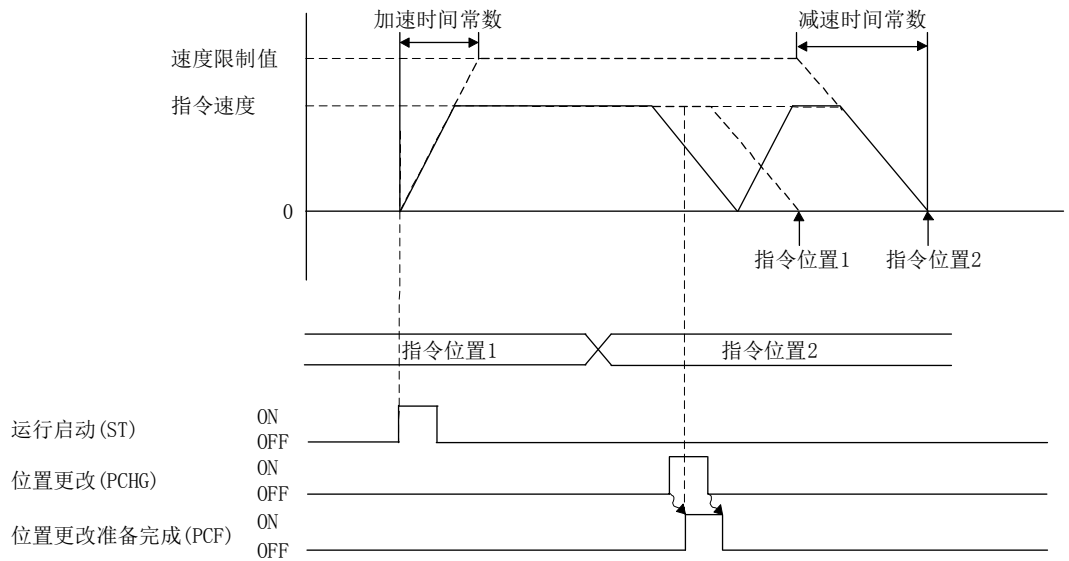 加速时间常数
减速时间常数
速度限制值
指令速度
0
指令位置1
指令位置2
指令位置1
指令位置2
运行启动(ST)
ON
OFF
位置更改(PCHG)
ON
OFF
位置更改准备完成(PCF)
ON
OFF